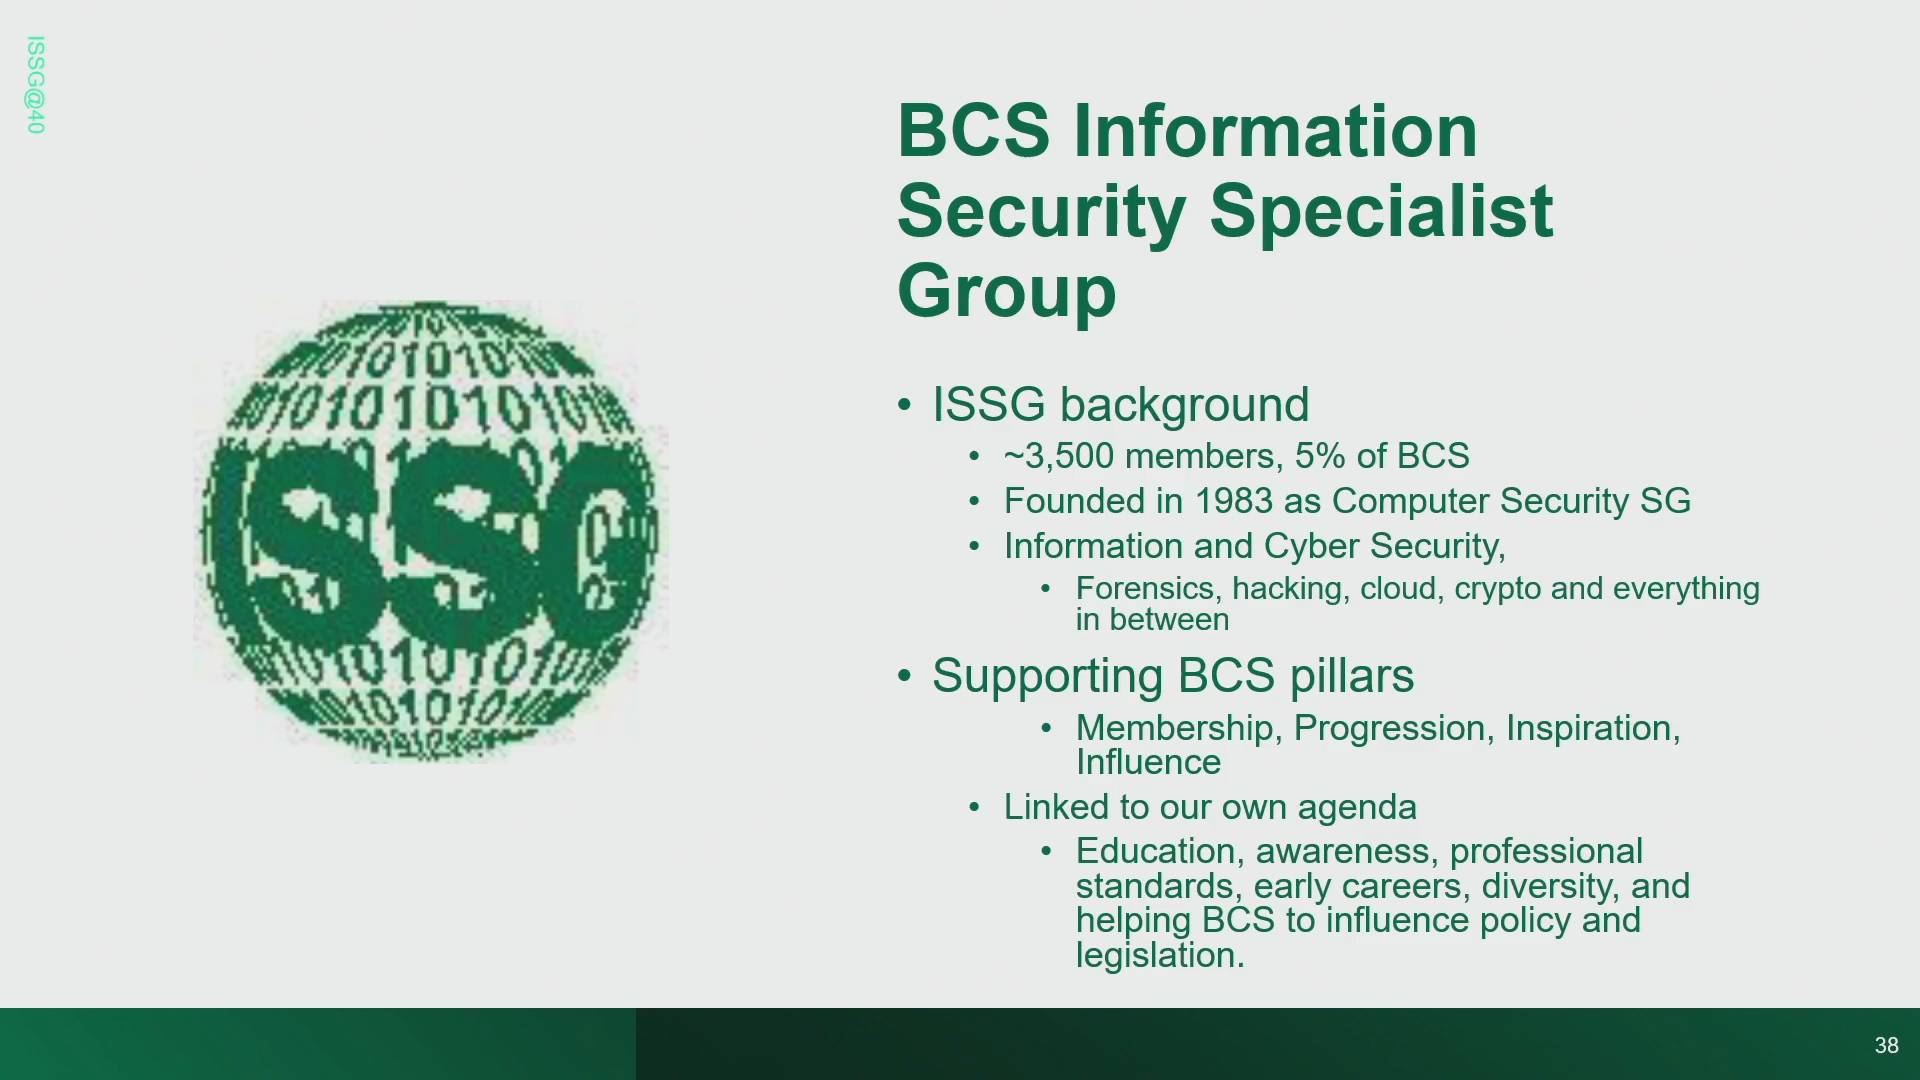 ISSG@40
BCS Information
Security Specialist
Group
• ISSG background
• ~3,500 members, 5% of BCS
• Founded in 1983 as Computer Security SG
• Information and Cyber Security,
• Forensics, hacking, cloud, crypto and everything
in between
• Supporting BCS pillars
• Membership, Progression, Inspiration,
Influence
• Linked to our own agenda
• Education, awareness, professional
standards, early careers, diversity, and
helping BCS to influence policy and
legislation.
ISSG
38